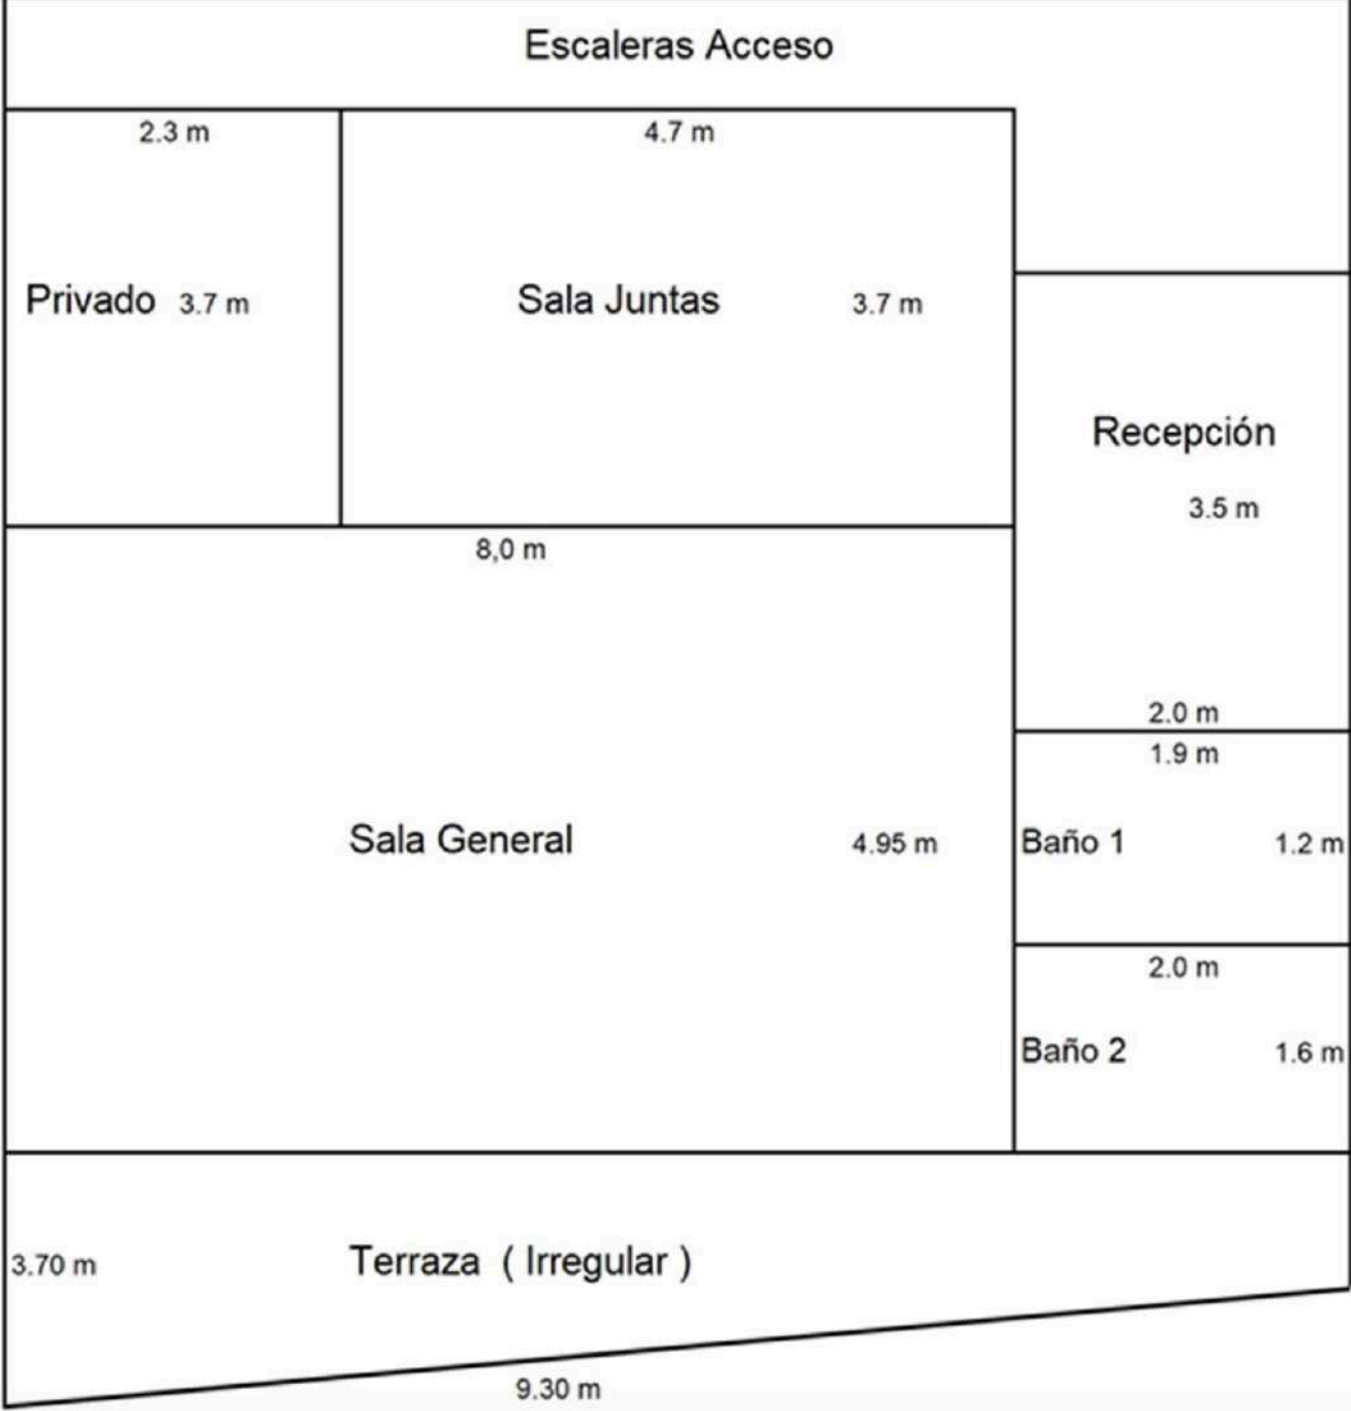 Escaleras Acceso
2.3 m
4.7 m
Privado 3.7 m
Sala Juntas 3.7 m
Recepción
3.5 m
2.0 m
8,0 m
Sala General 4.95 m
1.9 m
Baño 1 1.2 m
2.0 m
Baño 2 1.6 m
3.70 m
Terraza ( Irregular )
9.30 m